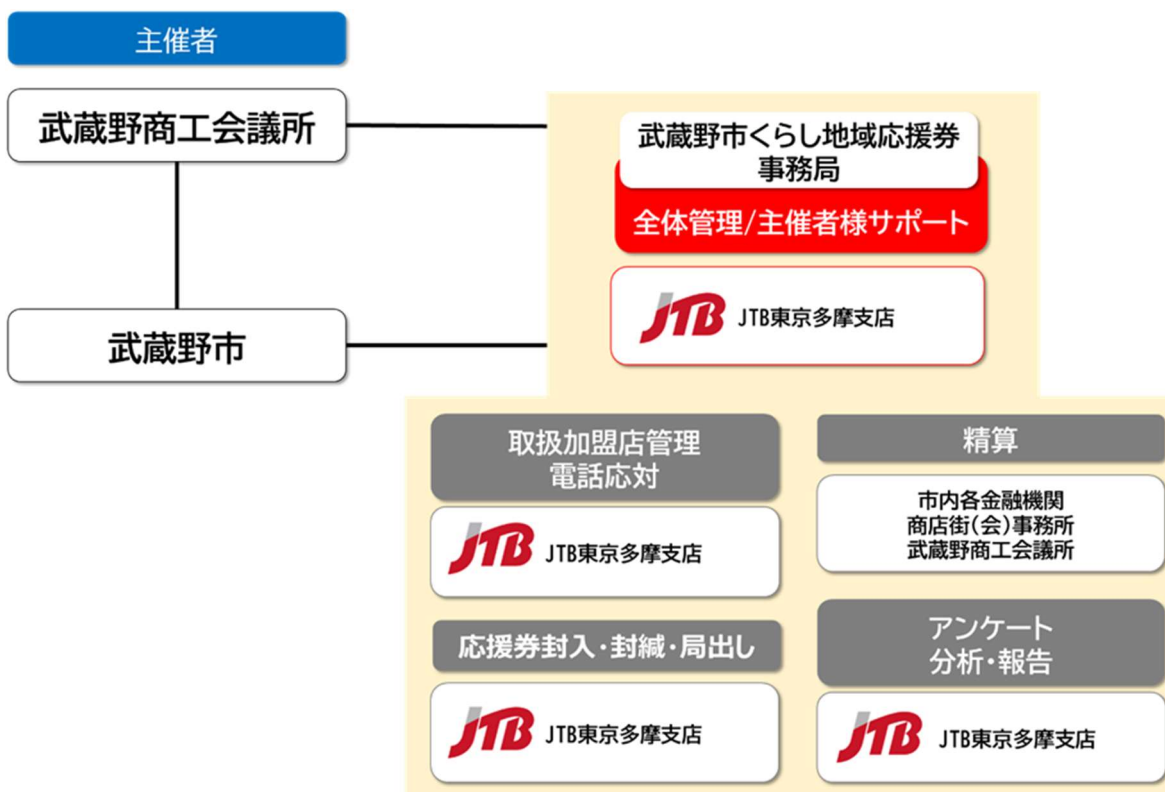 主催者
武蔵野商工会議所
武蔵野市
武蔵野市くらし地域応援券
事務局
全体管理/主催者様サポート
JTB JTB東京多摩支店
取扱加盟店管理
電話応対
JTB JTB東京多摩支店
応援券封入・封緘・局出し
JTB JTB東京多摩支店
精算
市内各金融機関
商店街(会)事務所
武蔵野商工会議所
アンケート
分析・報告
JTB JTB東京多摩支店